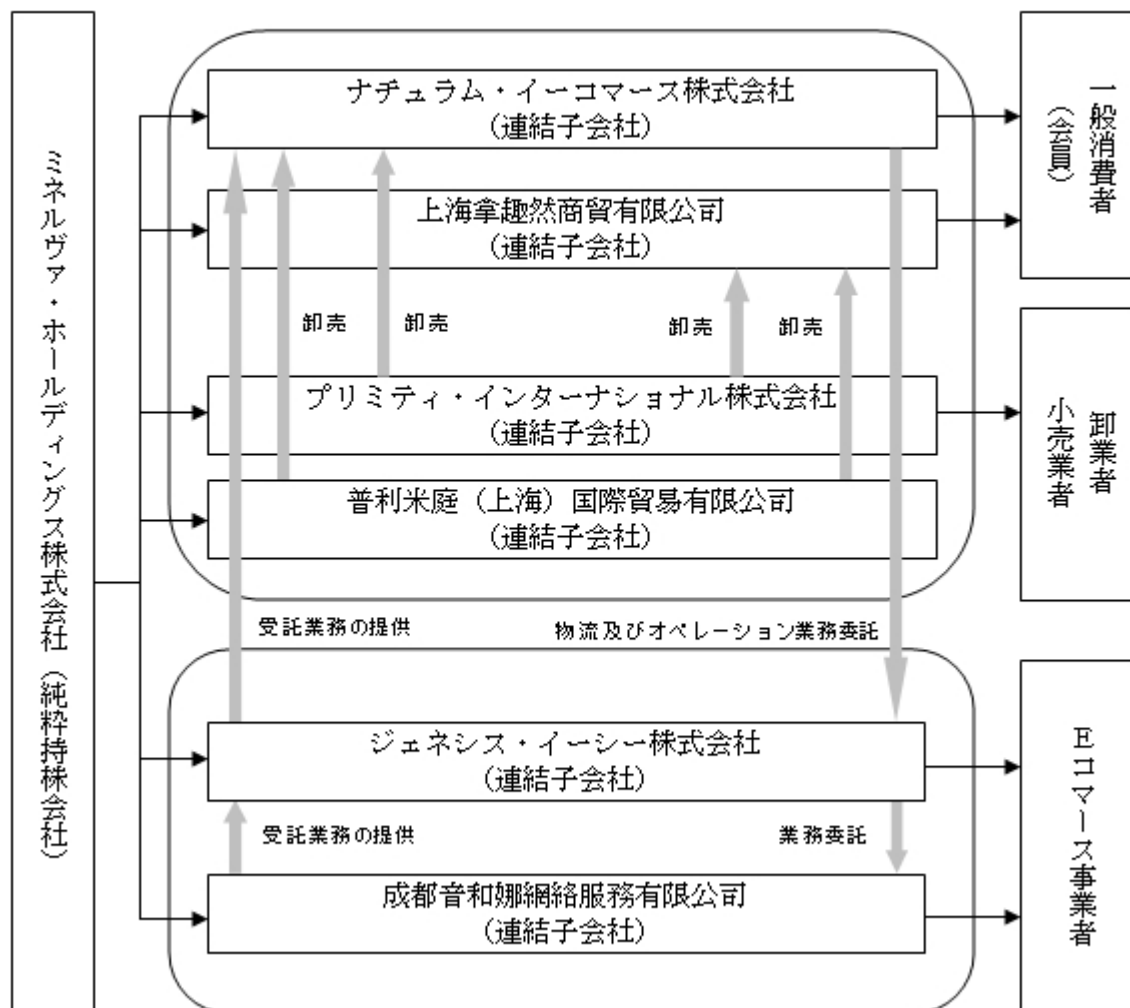 ミネルヴァ・ホールディングス株式会社（純粋持株会社）
ナチュラム・イーコマース株式会社
（連結子会社）
上海拿趣然商貿有限公司
（連結子会社）
卸売
卸売
卸売
卸売
プリミティ・インターナショナル株式会社
（連結子会社）
普利米庭（上海）国際貿易有限公司
（連結子会社）
受託業務の提供
物流及びオペレーション業務委託
ジェネシス・イーシー株式会社
（連結子会社）
受託業務の提供
業務委託
成都音和娜網絡服務有限公司
（連結子会社）
一般消費者
（会員）
卸業者
小売業者
Eコマース事業者